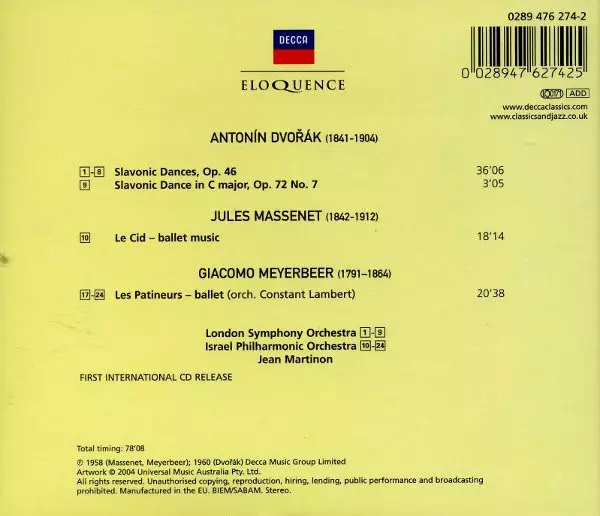 0289 476 274-2
DECCA
ELOQUENCE
0 028947 627425
ADD
www.deccaclassics.com
www.classicsandjazz.co.uk
ANTONÍN DVOŘÁK (1841-1904)
1-8 Slavonic Dances, Op. 46 36'06
9 Slavonic Dance in C major, Op. 72 No. 7 3'05
JULES MASSENET (1842-1912)
10 Le Cid – ballet music 18'14
GIACOMO MEYERBEER (1791–1864)
17-24 Les Patineurs – ballet (orch. Constant Lambert) 20'38
London Symphony Orchestra 1-9
Israel Philharmonic Orchestra 10-24
Jean Martinon
FIRST INTERNATIONAL CD RELEASE
Total timing: 78'08
℗ 1958 (Massenet, Meyerbeer); 1960 (Dvořák) Decca Music Group Limited
Artwork © 2004 Universal Music Australia Pty. Ltd.
All rights reserved. Unauthorised copying, reproduction, hiring, lending, public performance and broadcasting
prohibited. Manufactured in the EU. BIEM/SABAM. Stereo.